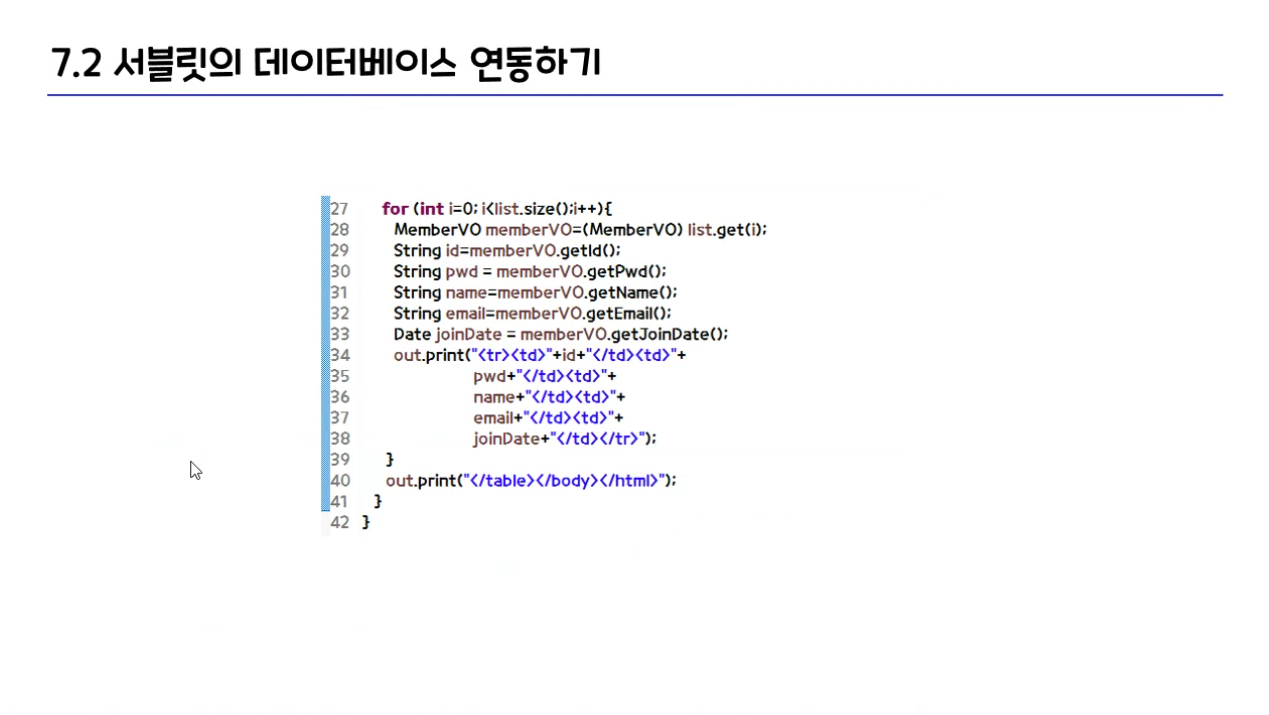 7.2 서블릿의 데이터베이스 연동하기
27 for (int i=0; i<list.size();i++){
28 MemberVO memberVO=(MemberVO) list.get(i);
29 String id=memberVO.getId();
30 String pwd = memberVO.getPwd();
31 String name=memberVO.getName();
32 String email=memberVO.getEmail();
33 Date joinDate = memberVO.getJoinDate();
34 out.print("<tr><td>"+id+"</td><td>"+
35 pwd+"</td><td>"+
36 name+"</td><td>"+
37 email+"</td><td>"+
38 joinDate+"</td></tr>");
39 }
40 out.print("</table></body></html>");
41 }
42 }